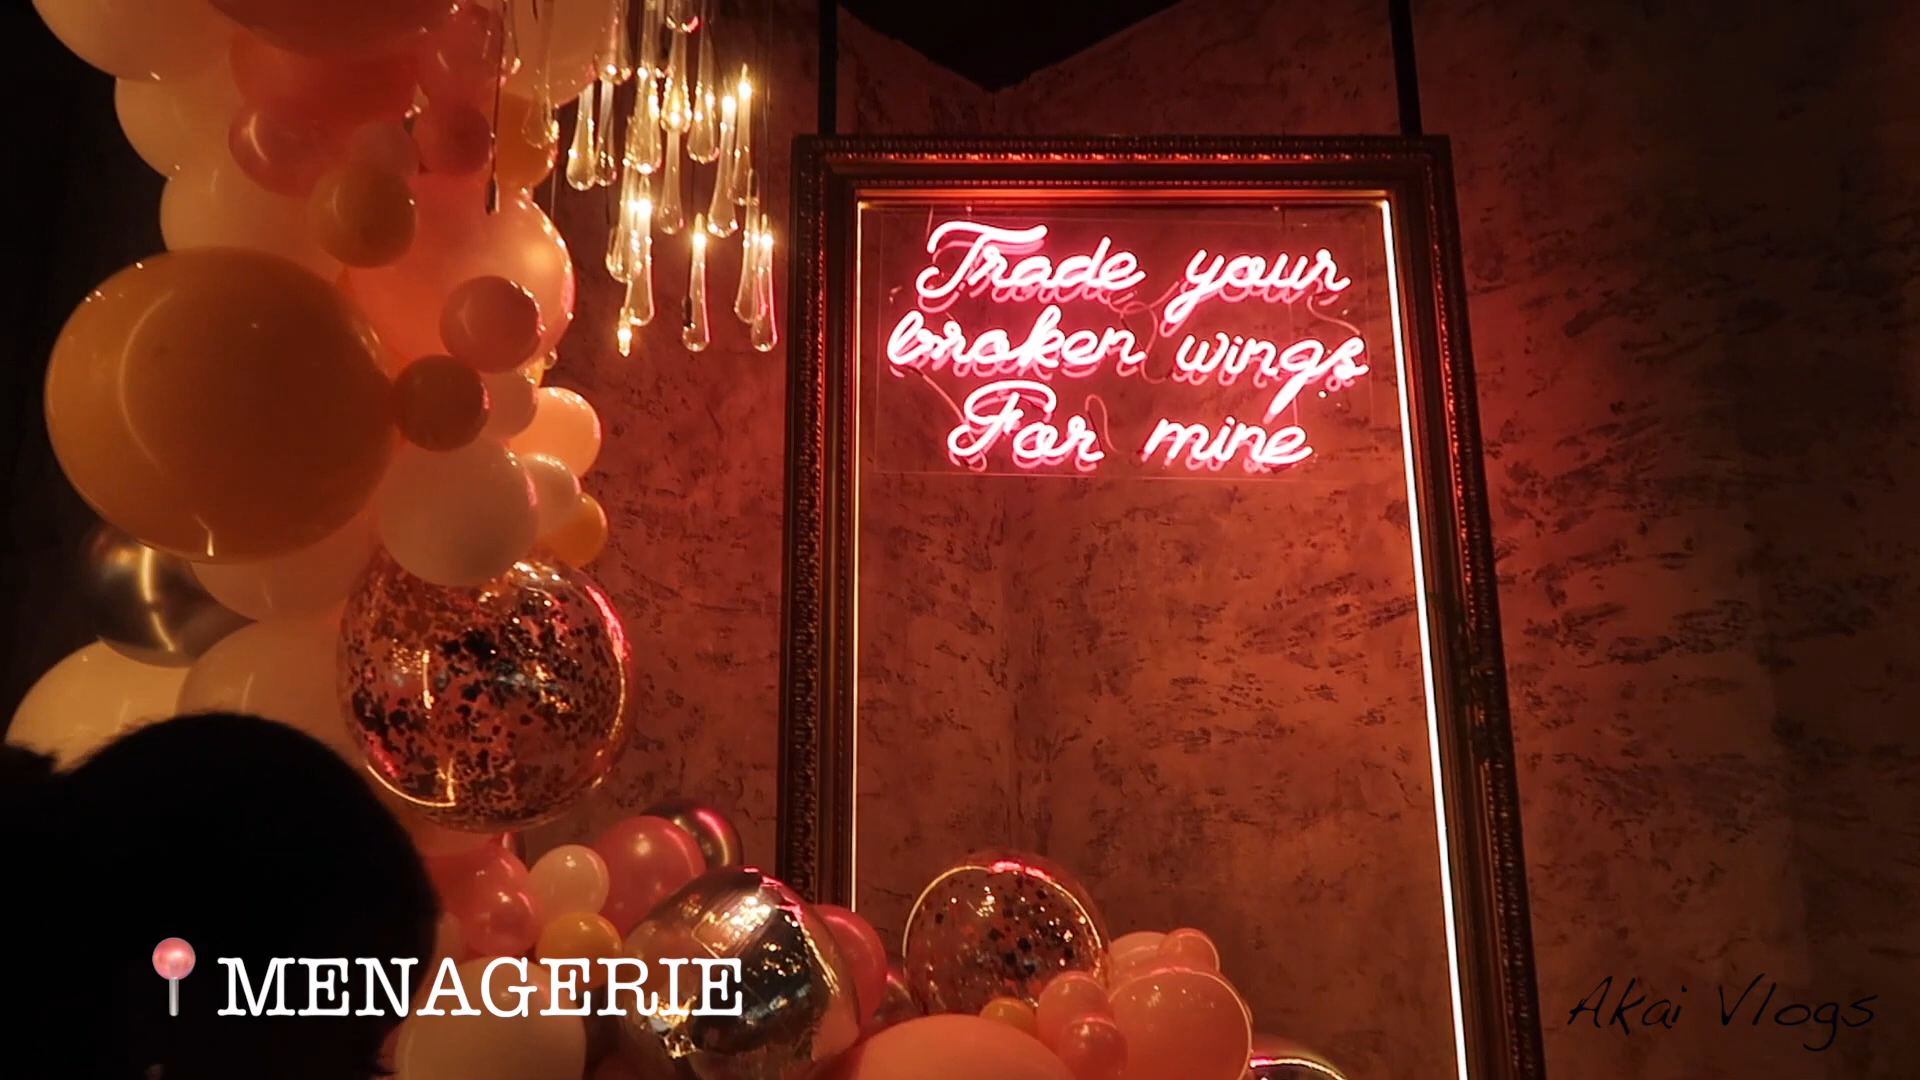 Trade your
broken wings
For mine
MENAGERIE
Akai Vlogs